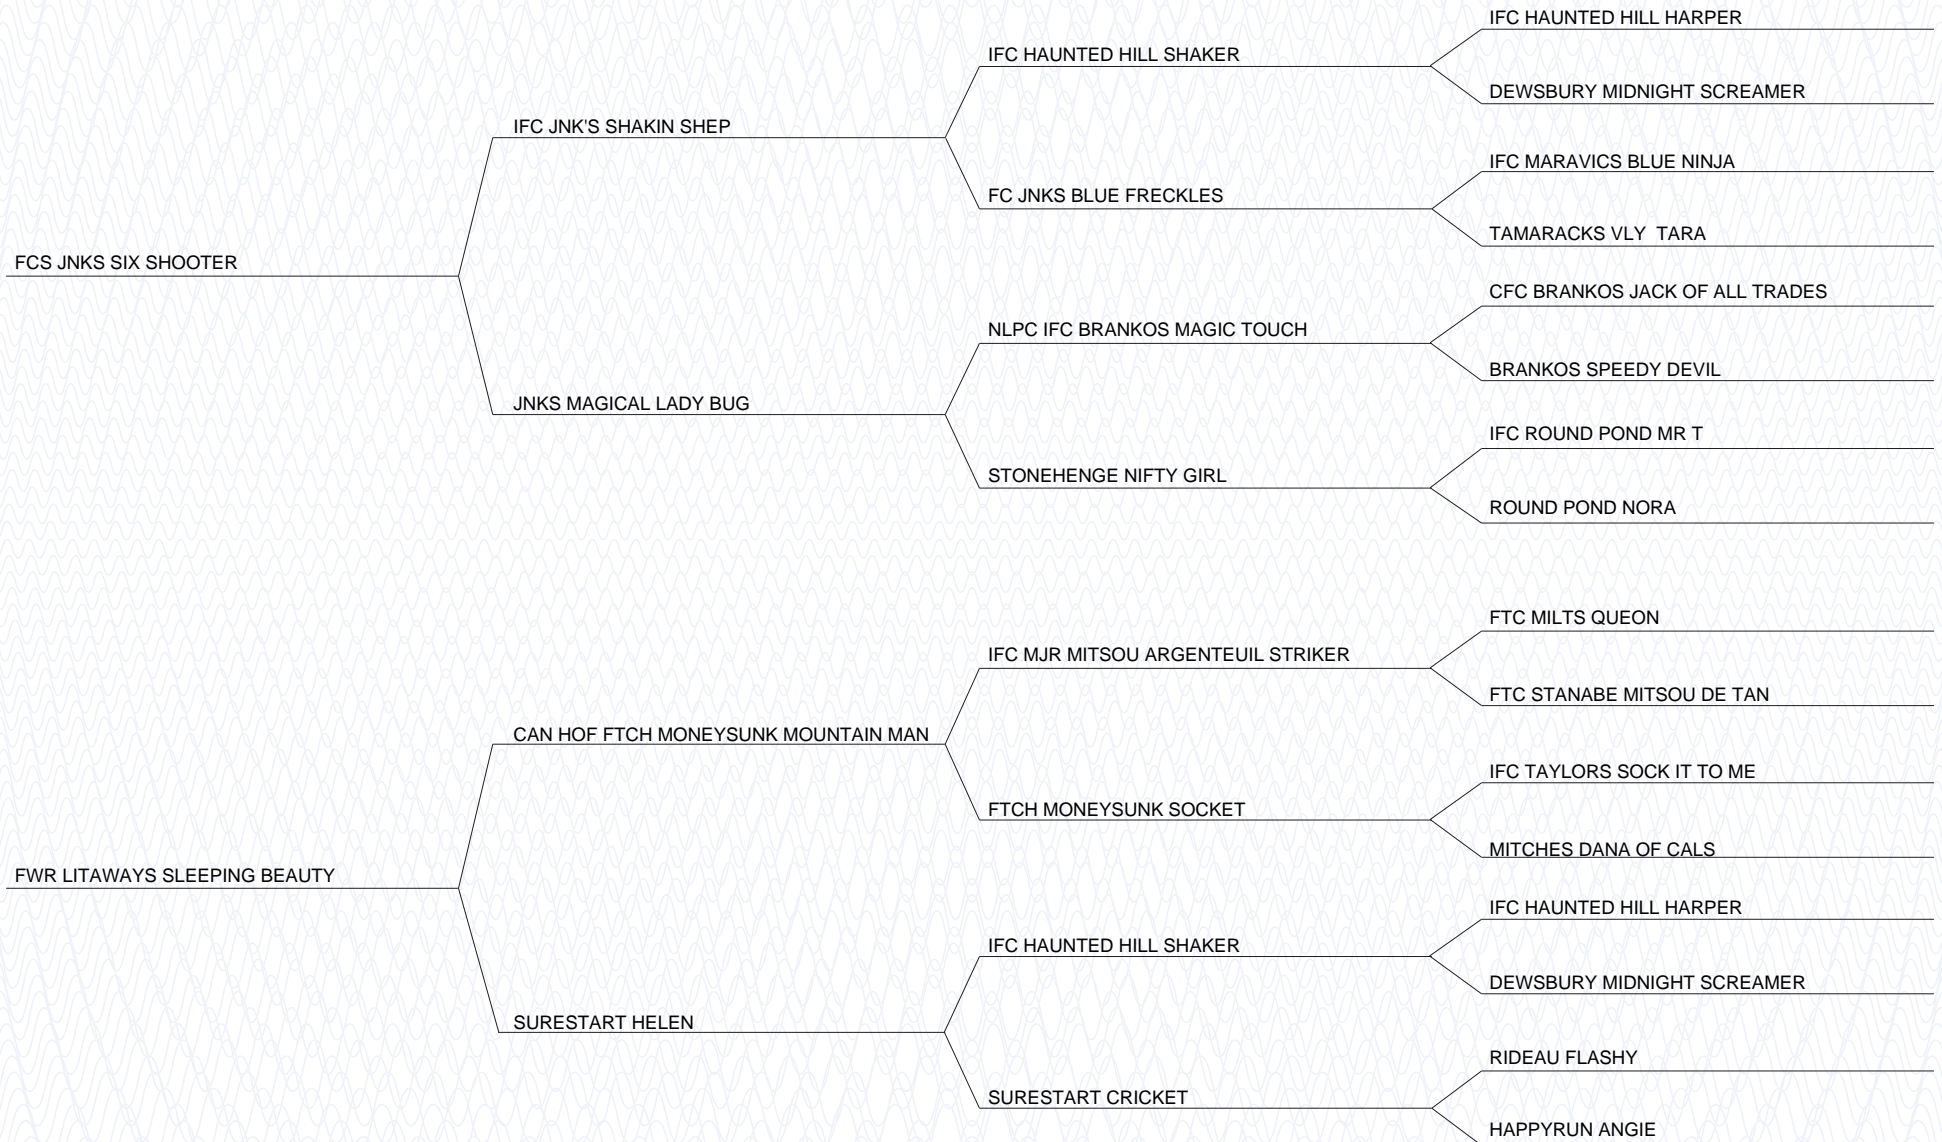 IFC HAUNTED HILL HARPER
IFC HAUNTED HILL SHAKER
DEWSBURY MIDNIGHT SCREAMER
IFC JNK'S SHAKIN SHEP
IFC MARAVICS BLUE NINJA
FC JNKS BLUE FRECKLES
TAMARACKS VLY  TARA
FCS JNKS SIX SHOOTER
CFC BRANKOS JACK OF ALL TRADES
NLPC IFC BRANKOS MAGIC TOUCH
BRANKOS SPEEDY DEVIL
JNKS MAGICAL LADY BUG
IFC ROUND POND MR T
STONEHENGE NIFTY GIRL
ROUND POND NORA
FTC MILTS QUEON
IFC MJR MITSOU ARGENTEUIL STRIKER
FTC STANABE MITSOU DE TAN
CAN HOF FTCH MONEYSUNK MOUNTAIN MAN
IFC TAYLORS SOCK IT TO ME
FTCH MONEYSUNK SOCKET
MITCHES DANA OF CALS
FWR LITAWAYS SLEEPING BEAUTY
IFC HAUNTED HILL HARPER
IFC HAUNTED HILL SHAKER
DEWSBURY MIDNIGHT SCREAMER
SURESTART HELEN
RIDEAU FLASHY
SURESTART CRICKET
HAPPYRUN ANGIE